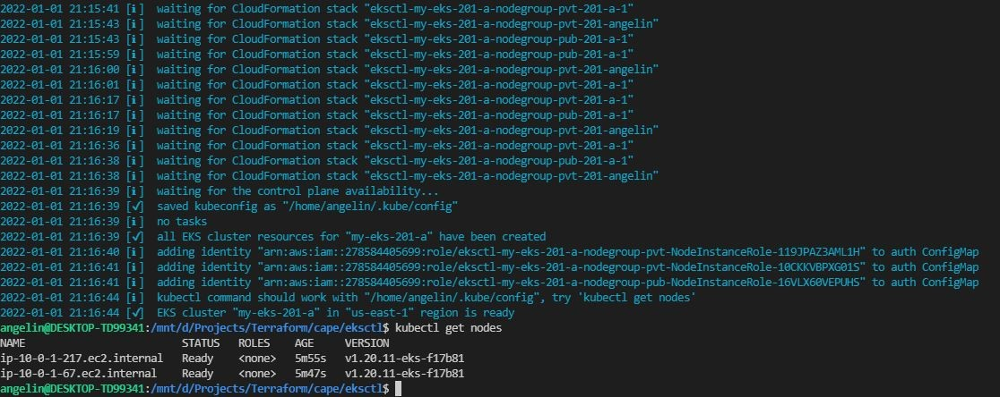 2022-01-01 21:15:41 [ℹ]  waiting for CloudFormation stack "eksctl-my-eks-201-a-nodegroup-pvt-201-a-1"
2022-01-01 21:15:43 [ℹ]  waiting for CloudFormation stack "eksctl-my-eks-201-a-nodegroup-pvt-201-angelin"
2022-01-01 21:15:43 [ℹ]  waiting for CloudFormation stack "eksctl-my-eks-201-a-nodegroup-pub-201-a-1"
2022-01-01 21:15:59 [ℹ]  waiting for CloudFormation stack "eksctl-my-eks-201-a-nodegroup-pub-201-a-1"
2022-01-01 21:16:00 [ℹ]  waiting for CloudFormation stack "eksctl-my-eks-201-a-nodegroup-pvt-201-angelin"
2022-01-01 21:16:01 [ℹ]  waiting for CloudFormation stack "eksctl-my-eks-201-a-nodegroup-pvt-201-a-1"
2022-01-01 21:16:17 [ℹ]  waiting for CloudFormation stack "eksctl-my-eks-201-a-nodegroup-pvt-201-a-1"
2022-01-01 21:16:17 [ℹ]  waiting for CloudFormation stack "eksctl-my-eks-201-a-nodegroup-pub-201-a-1"
2022-01-01 21:16:19 [ℹ]  waiting for CloudFormation stack "eksctl-my-eks-201-a-nodegroup-pvt-201-angelin"
2022-01-01 21:16:36 [ℹ]  waiting for CloudFormation stack "eksctl-my-eks-201-a-nodegroup-pvt-201-a-1"
2022-01-01 21:16:38 [ℹ]  waiting for CloudFormation stack "eksctl-my-eks-201-a-nodegroup-pub-201-a-1"
2022-01-01 21:16:38 [ℹ]  waiting for CloudFormation stack "eksctl-my-eks-201-a-nodegroup-pvt-201-angelin"
2022-01-01 21:16:39 [ℹ]  waiting for the control plane availability...
2022-01-01 21:16:39 [✔]  saved kubeconfig as "/home/angelin/.kube/config"
2022-01-01 21:16:39 [ℹ]  no tasks
2022-01-01 21:16:39 [✔]  all EKS cluster resources for "my-eks-201-a" have been created
2022-01-01 21:16:40 [ℹ]  adding identity "arn:aws:iam::278584405699:role/eksctl-my-eks-201-a-nodegroup-pvt-NodeInstanceRole-119JPAZ3AML1H" to auth ConfigMap
2022-01-01 21:16:41 [ℹ]  adding identity "arn:aws:iam::278584405699:role/eksctl-my-eks-201-a-nodegroup-pvt-NodeInstanceRole-10CKKVBPXG01S" to auth ConfigMap
2022-01-01 21:16:41 [ℹ]  adding identity "arn:aws:iam::278584405699:role/eksctl-my-eks-201-a-nodegroup-pub-NodeInstanceRole-16VLX60VEPUHS" to auth ConfigMap
2022-01-01 21:16:44 [ℹ]  kubectl command should work with "/home/angelin/.kube/config", try 'kubectl get nodes'
2022-01-01 21:16:44 [✔]  EKS cluster "my-eks-201-a" in "us-east-1" region is ready
angelin@DESKTOP-TD99341:/mnt/d/Projects/Terraform/cape/eksctl$ kubectl get nodes
NAME                         STATUS   ROLES    AGE     VERSION
ip-10-0-1-217.ec2.internal   Ready    <none>   5m55s   v1.20.11-eks-f17b81
ip-10-0-1-67.ec2.internal    Ready    <none>   5m47s   v1.20.11-eks-f17b81
angelin@DESKTOP-TD99341:/mnt/d/Projects/Terraform/cape/eksctl$